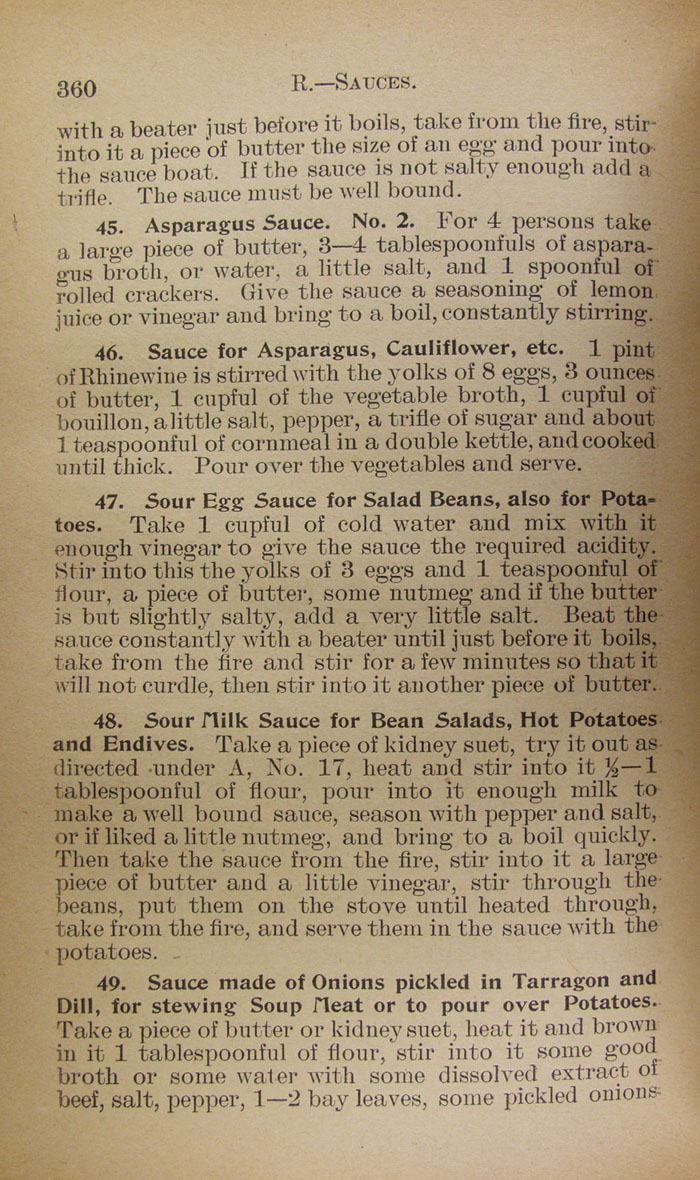 360
R.—Sauces.
with a beater just before it boils, take from the fire, stir-
into it a piece of butter the size of an egg and pour into
the sauce boat. If the sauce is not salty enough add a
trifle. The sauce must be well bound.
45. Asparagus Sauce. No. 2. For 4 persons take
a large piece of butter, 3—4 tablespoonfuls of aspara-
gus broth, or water, a little salt, and 1 spoonful of
rolled crackers. Give the sauce a seasoning of lemon
juice or vinegar and bring to a boil, constantly stirring.
46. Sauce for Asparagus, Cauliflower, etc. 1 pint
of Rhinewine is stirred with the yolks of 8 eggs, 3 ounces
of butter, 1 cupful of the vegetable broth, 1 cupful of
bouillon, a little salt, pepper, a trifle of sugar and about
1 teaspoonful of cornmeal in a double kettle, and cooked
until thick. Pour over the vegetables and serve.
47. Sour Egg Sauce for Salad Beans, also for Pota-
toes. Take 1 cupful of cold water and mix with it
enough vinegar to give the sauce the required acidity.
Stir into this the yolks of 3 eggs and 1 teaspoonful of
flour, a piece of butter, some nutmeg and if the butter
is but slightly salty, add a very little salt. Beat the
sauce constantly with a beater until just before it boils,
take from the fire and stir for a few minutes so that it
will not curdle, then stir into it another piece of butter.
48. Sour Milk Sauce for Bean Salads, Hot Potatoes
and Endives. Take a piece of kidney suet, try it out as
directed under A, No. 17, heat and stir into it ½—1
tablespoonful of flour, pour into it enough milk to
make a well bound sauce, season with pepper and salt,
or if liked a little nutmeg, and bring to a boil quickly.
Then take the sauce from the fire, stir into it a large
piece of butter and a little vinegar, stir through the
beans, put them on the stove until heated through,
take from the fire, and serve them in the sauce with the
potatoes.
49. Sauce made of Onions pickled in Tarragon and
Dill, for stewing Soup Meat or to pour over Potatoes.
Take a piece of butter or kidney suet, heat it and brown
in it 1 tablespoonful of flour, stir into it some good
broth or some water with some dissolved extract of
beef, salt, pepper, 1—2 bay leaves, some pickled onions